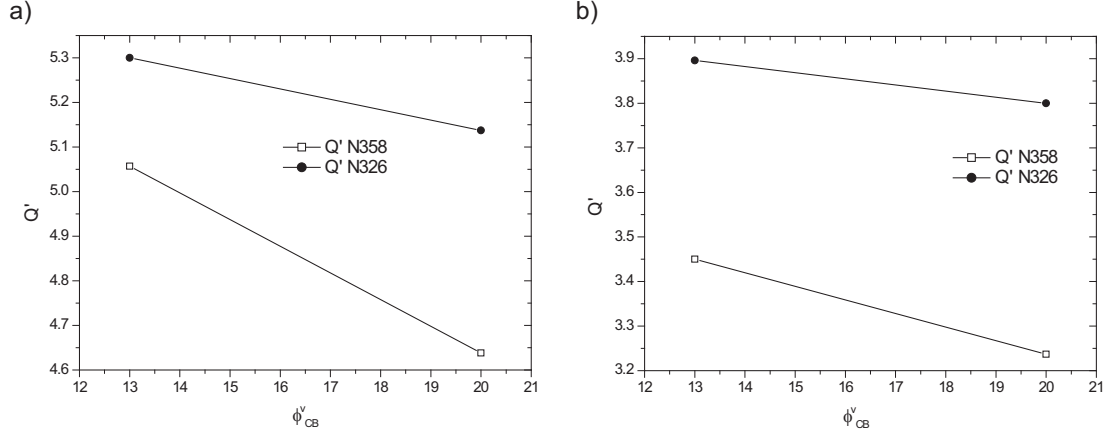 a)
5.3
5.2
5.1
5.0
4.9
4.8
4.7
4.6
Q'
Q' N358
Q' N326
12 13 14 15 16 17 18 19 20 21
ϕ^v_CB
b)
3.9
3.8
3.7
3.6
3.5
3.4
3.3
3.2
Q'
Q' N358
Q' N326
12 13 14 15 16 17 18 19 20 21
ϕ^v_CB